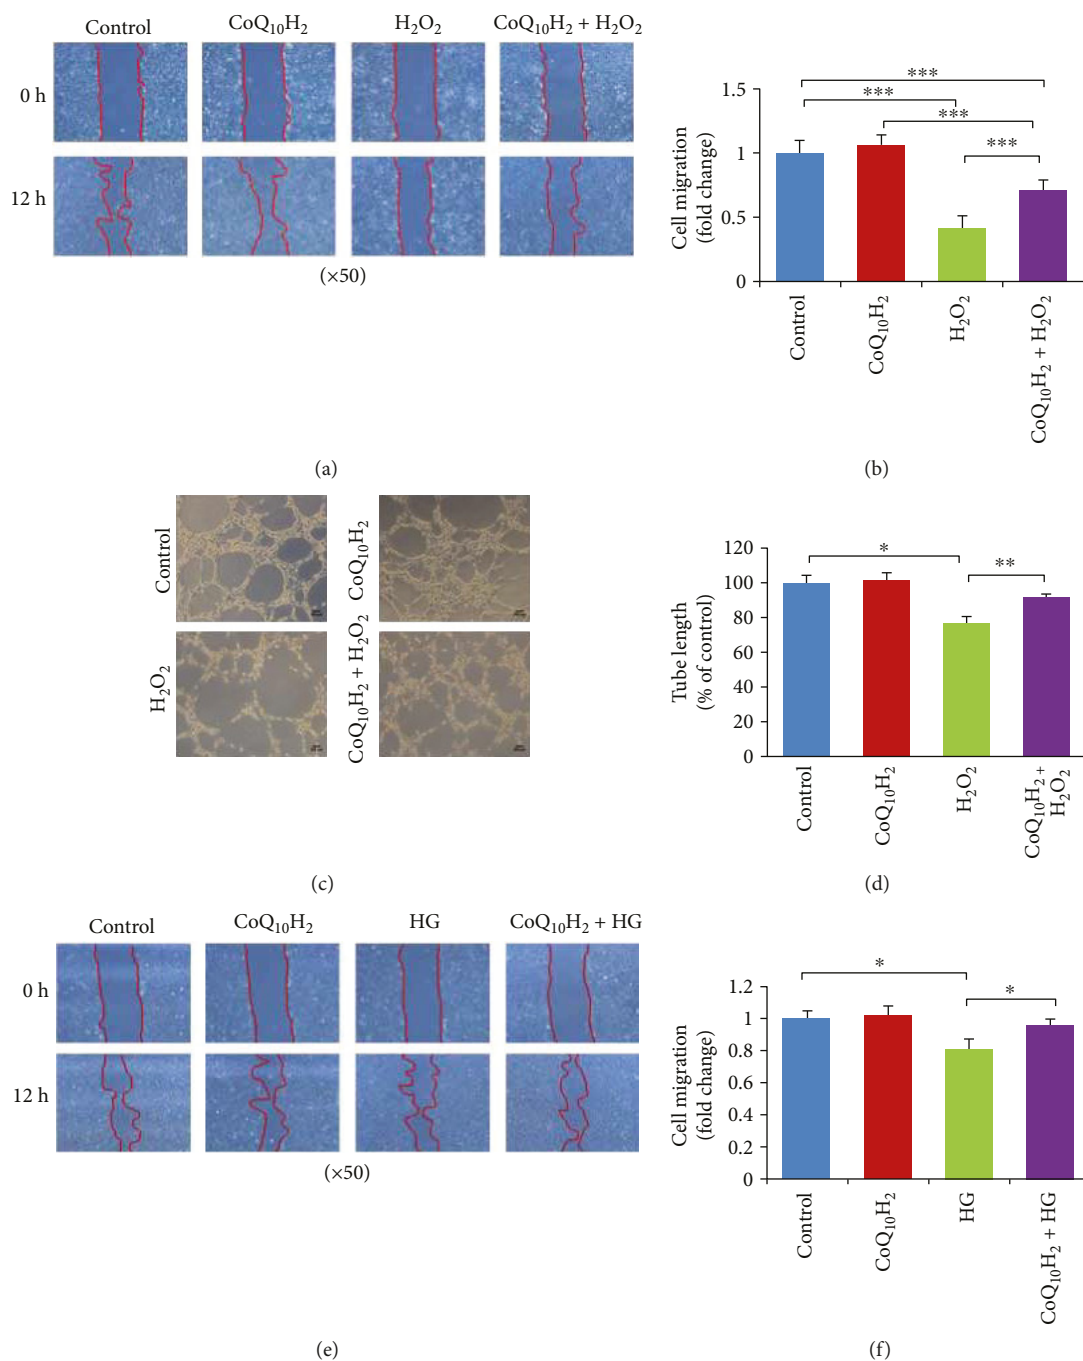 Control CoQ₁₀H₂ H₂O₂ CoQ₁₀H₂ + H₂O₂
0 h
12 h
(×50)
(a)
Cell migration
(fold change)
1.5
1
0.5
0
***
***
***
***
Control
CoQ₁₀H₂
H₂O₂
CoQ₁₀H₂ + H₂O₂
(b)
Control
CoQ₁₀H₂
H₂O₂
CoQ₁₀H₂ + H₂O₂
(c)
Tube length
(% of control)
120
100
80
60
40
20
0
*
**
Control
CoQ₁₀H₂
H₂O₂
CoQ₁₀H₂ +
H₂O₂
(d)
Control CoQ₁₀H₂ HG CoQ₁₀H₂ + HG
0 h
12 h
(×50)
(e)
Cell migration
(fold change)
1.2
1
0.8
0.6
0.4
0.2
0
*
*
Control
CoQ₁₀H₂
HG
CoQ₁₀H₂ + HG
(f)